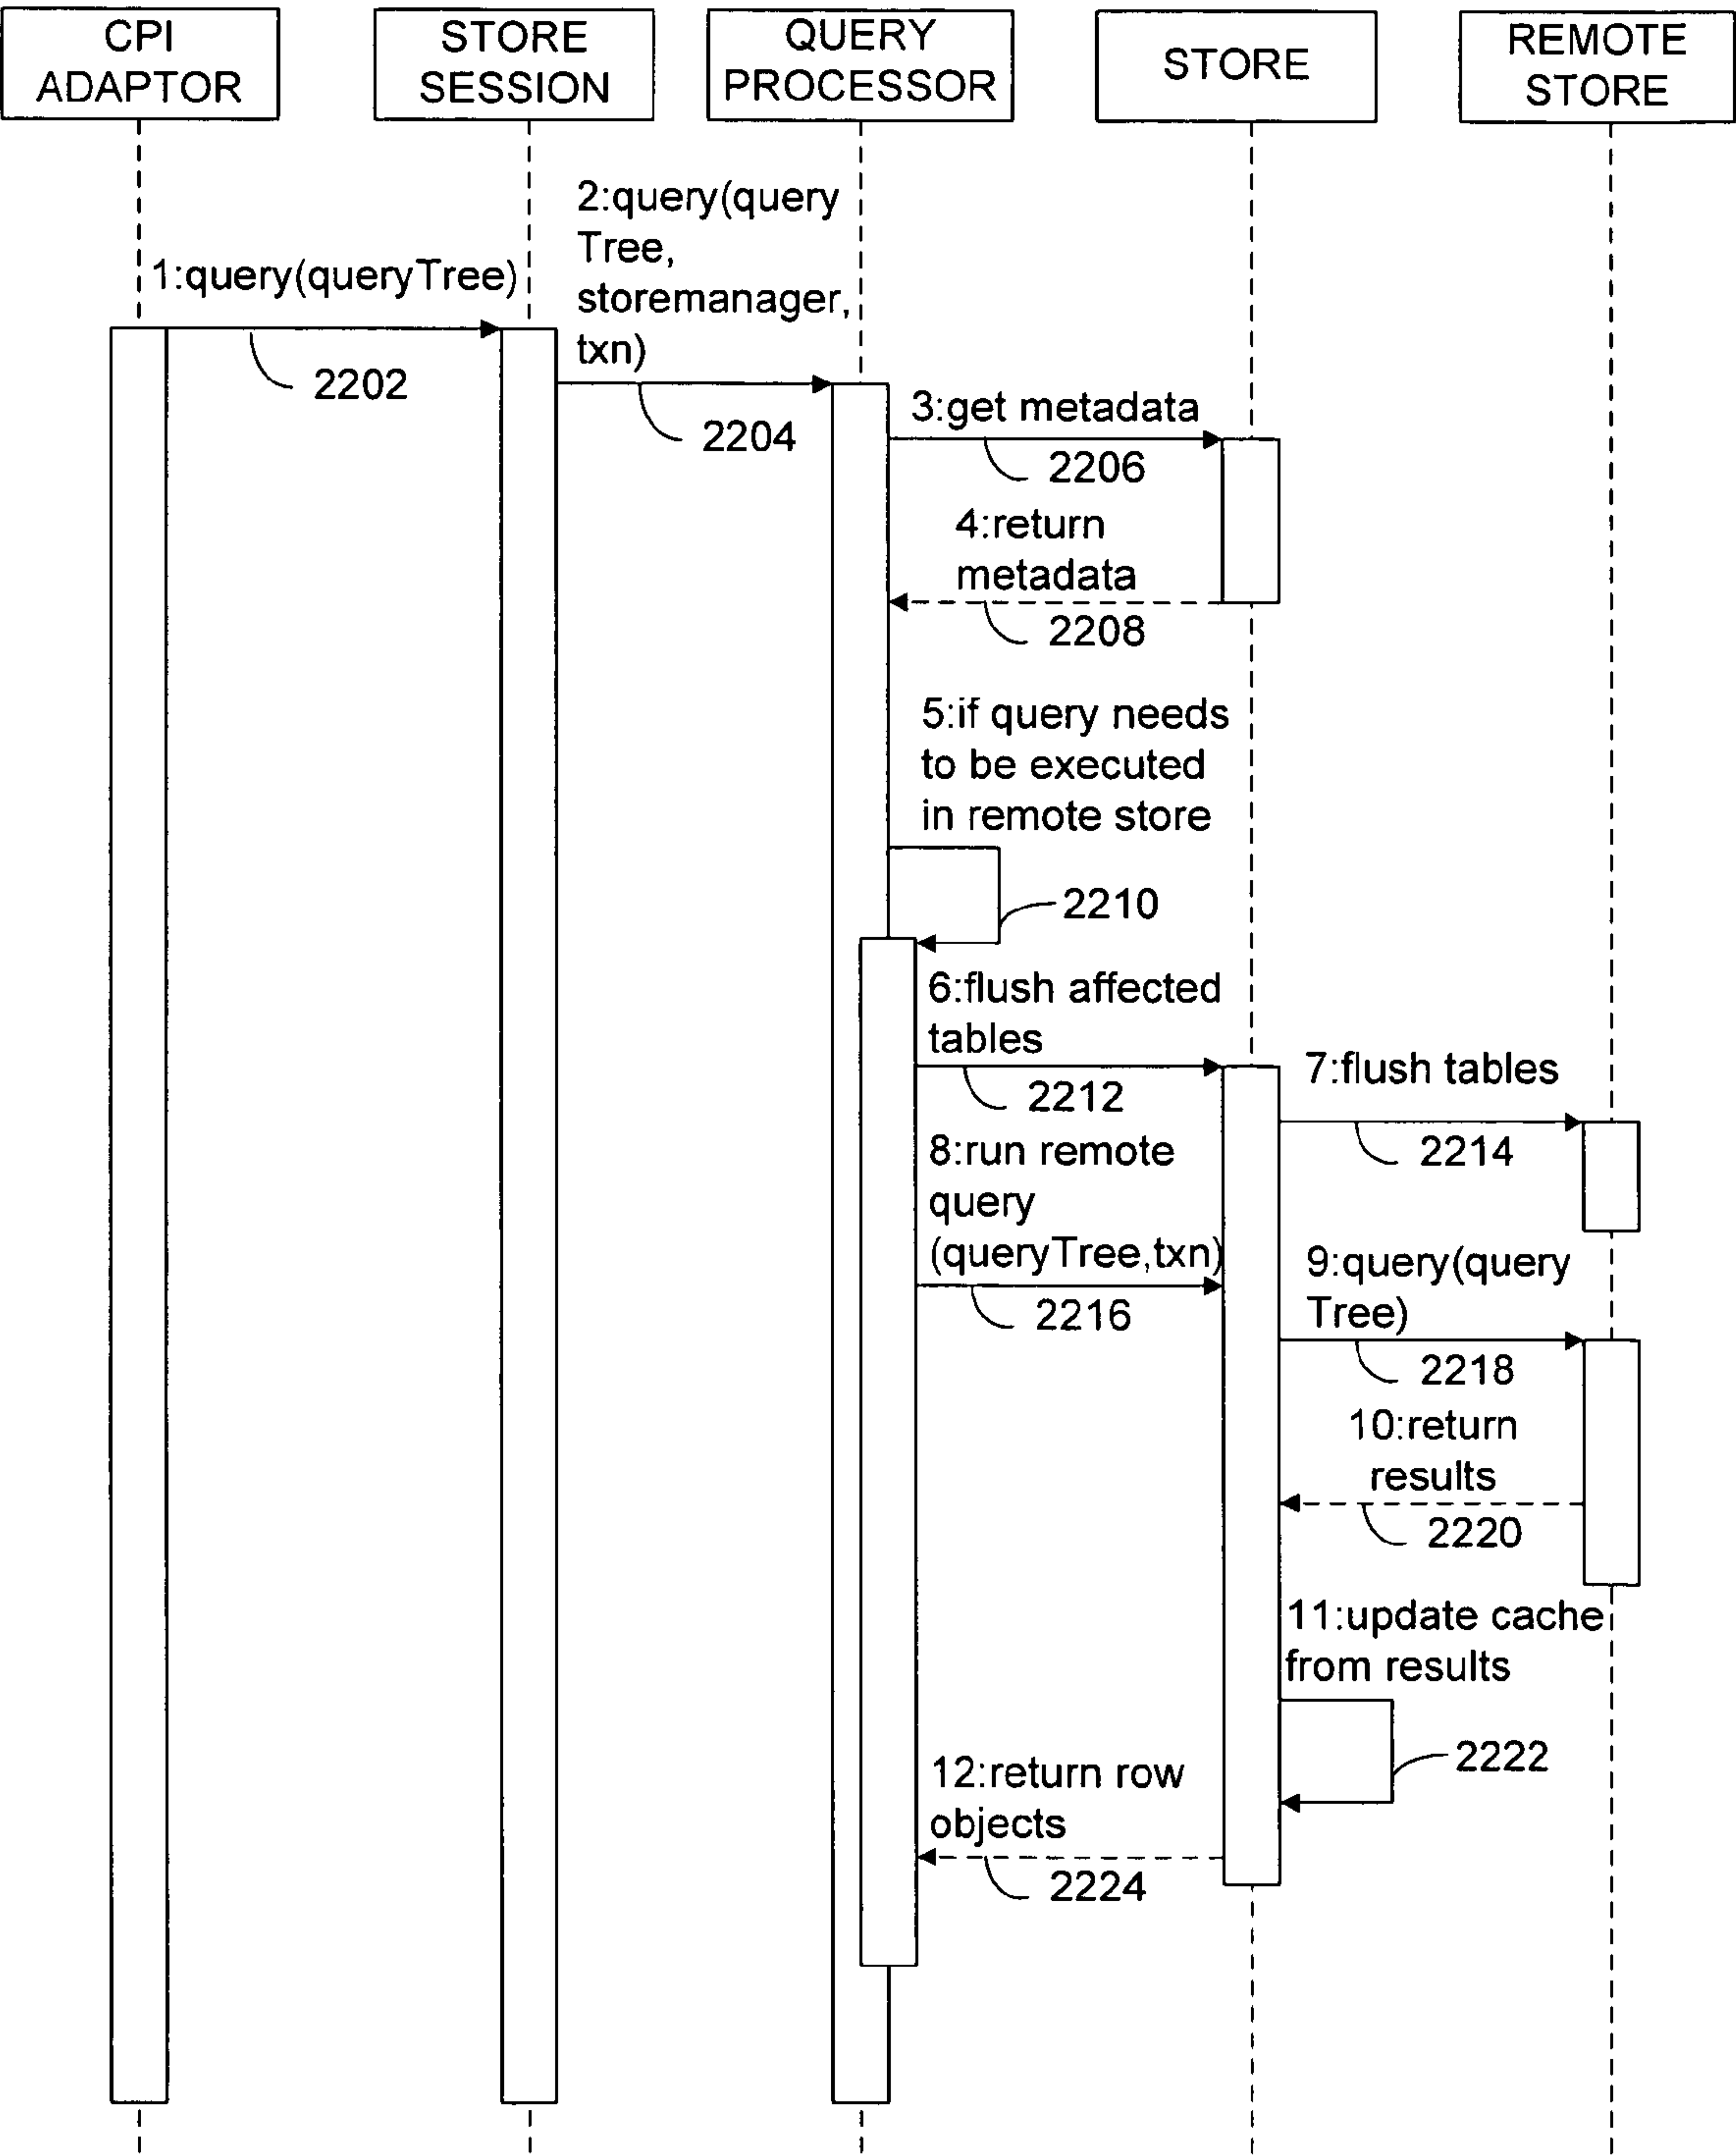 CPI
ADAPTOR
STORE
SESSION
QUERY
PROCESSOR
STORE
REMOTE
STORE
1:query(queryTree)
2202
2:query(query
Tree,
storemanager,
txn)
2204
3:get metadata
2206
4:return
metadata
2208
5:if query needs
to be executed
in remote store
2210
6:flush affected
tables
2212
7:flush tables
2214
8:run remote
query
(queryTree,txn)
2216
9:query(query
Tree)
2218
10:return
results
2220
11:update cache
from results
2222
12:return row
objects
2224